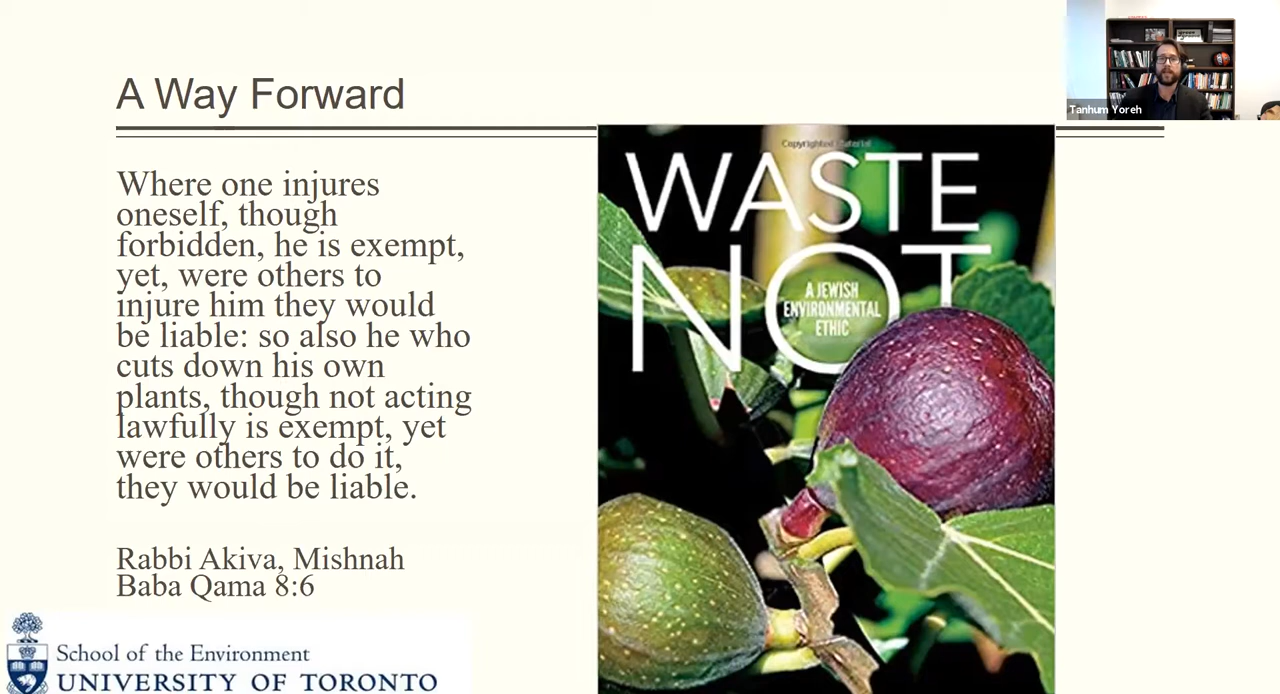 A Way Forward
Where one injures
oneself, though
forbidden, he is exempt,
yet, were others to
injure him they would
be liable: so also he who
cuts down his own
plants, though not acting
lawfully is exempt, yet
were others to do it,
they would be liable.
Rabbi Akiva, Mishnah
Baba Qama 8:6
School of the Environment
UNIVERSITY OF TORONTO
Copyrighted Material
WASTE
NOT
A JEWISH
ENVIRONMENTAL
ETHIC
Tanhum Yoreh